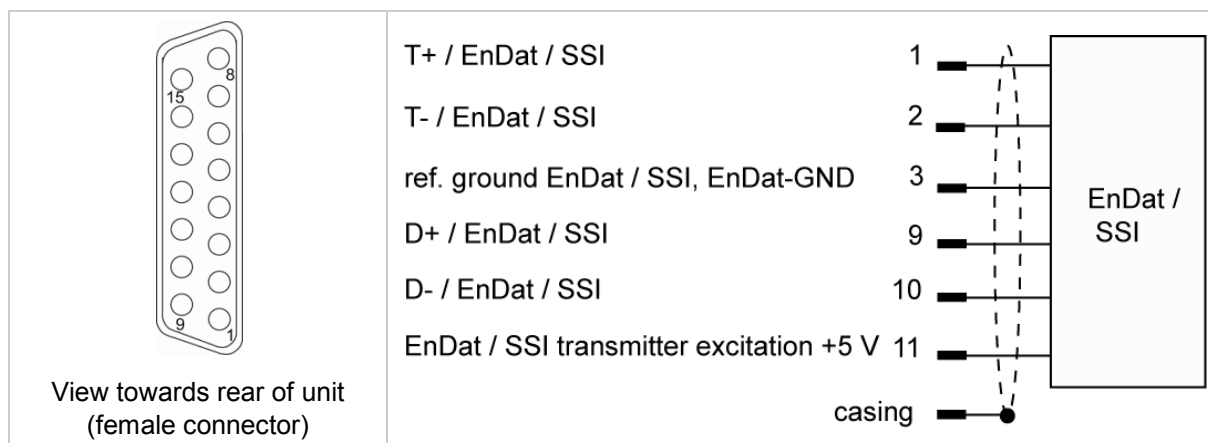 8
15
9
1
View towards rear of unit
(female connector)
T+ / EnDat / SSI 1
T- / EnDat / SSI 2
ref. ground EnDat / SSI, EnDat-GND 3
D+ / EnDat / SSI 9
D- / EnDat / SSI 10
EnDat / SSI transmitter excitation +5 V 11
casing
EnDat /
SSI